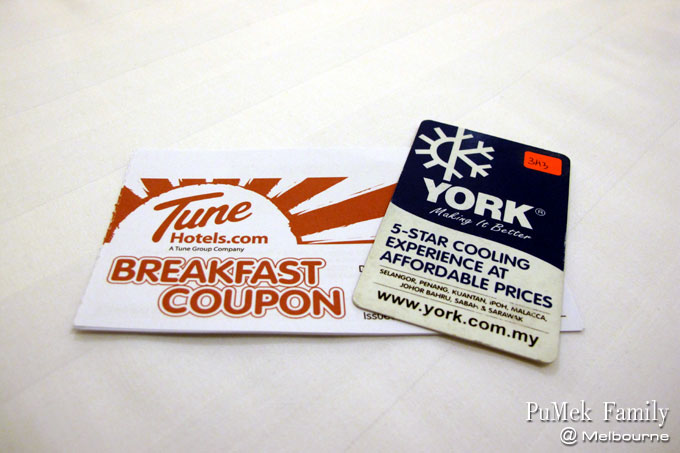 Tune
Hotels.com
A Tune Group Company
BREAKFAST
COUPON
3H3
YORK®
Making It Better
5-STAR COOLING
EXPERIENCE AT
AFFORDABLE PRICES
SELANGOR, PENANG, KUANTAN, IPOH, MALACCA,
JOHOR BAHRU, SABAH & SARAWAK
www.york.com.my
PuMek Family
@ Melbourne